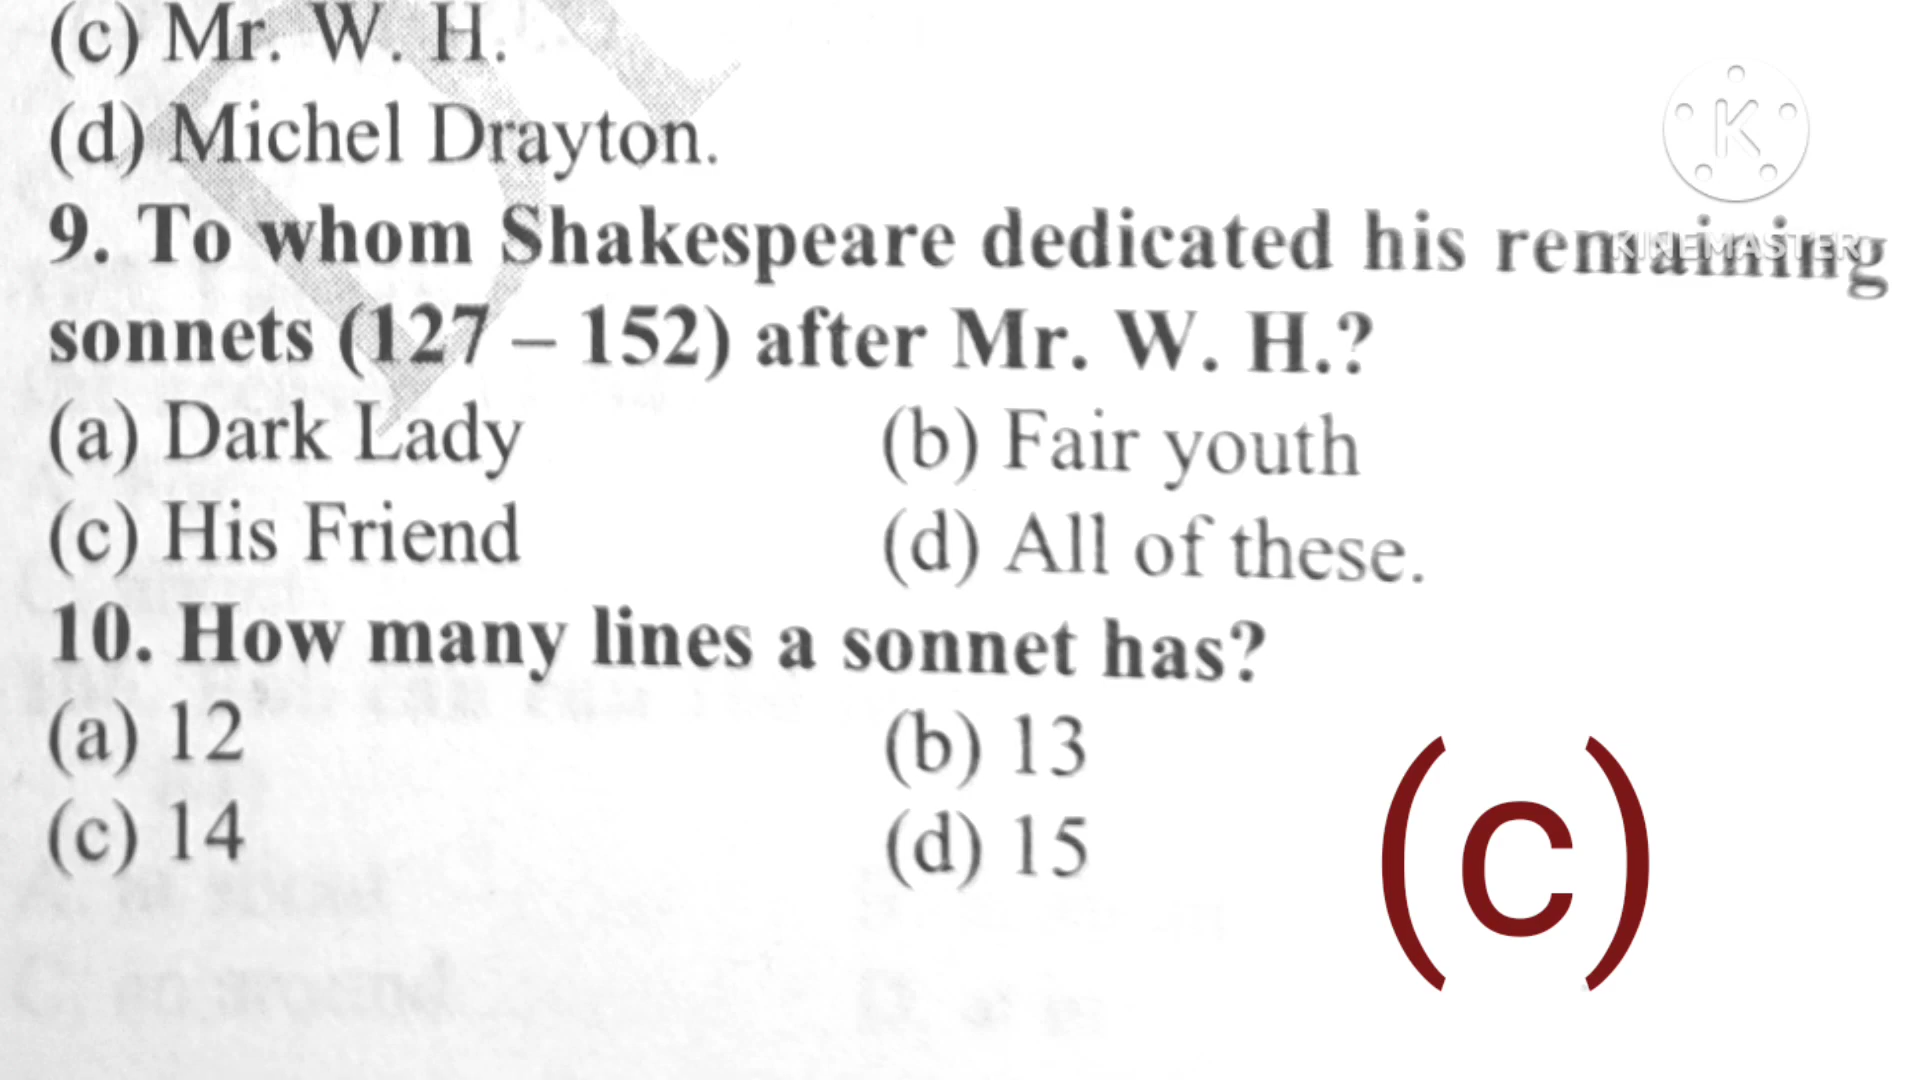 (c) Mr. W. H.
(d) Michel Drayton.
K
KINEMASTER
9. To whom Shakespeare dedicated his remaining
sonnets (127 – 152) after Mr. W. H.?
(a) Dark Lady (b) Fair youth
(c) His Friend (d) All of these.
10. How many lines a sonnet has?
(a) 12 (b) 13
(c) 14 (d) 15
(c)